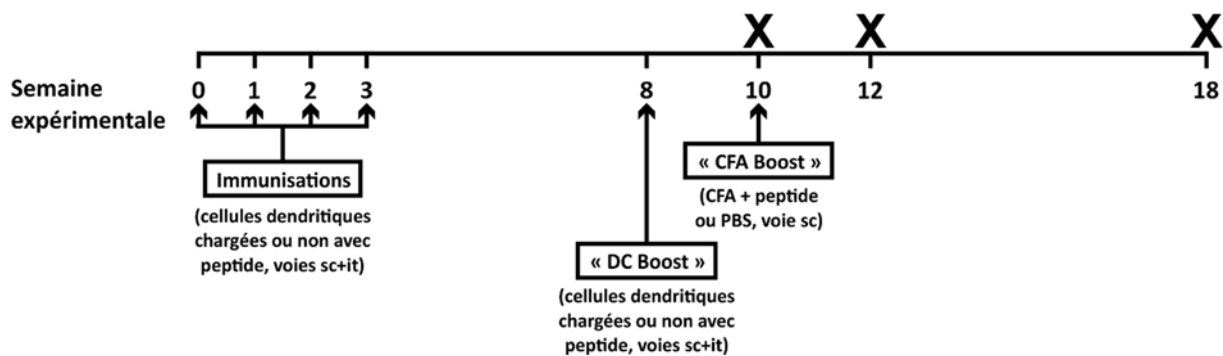 X X X
Semaine
expérimentale
0 1 2 3 8 10 12 18
Immunisations
(cellules dendritiques
chargées ou non avec
peptide, voies sc+it)
« DC Boost »
(cellules dendritiques
chargées ou non avec
peptide, voies sc+it)
« CFA Boost »
(CFA + peptide
ou PBS, voie sc)